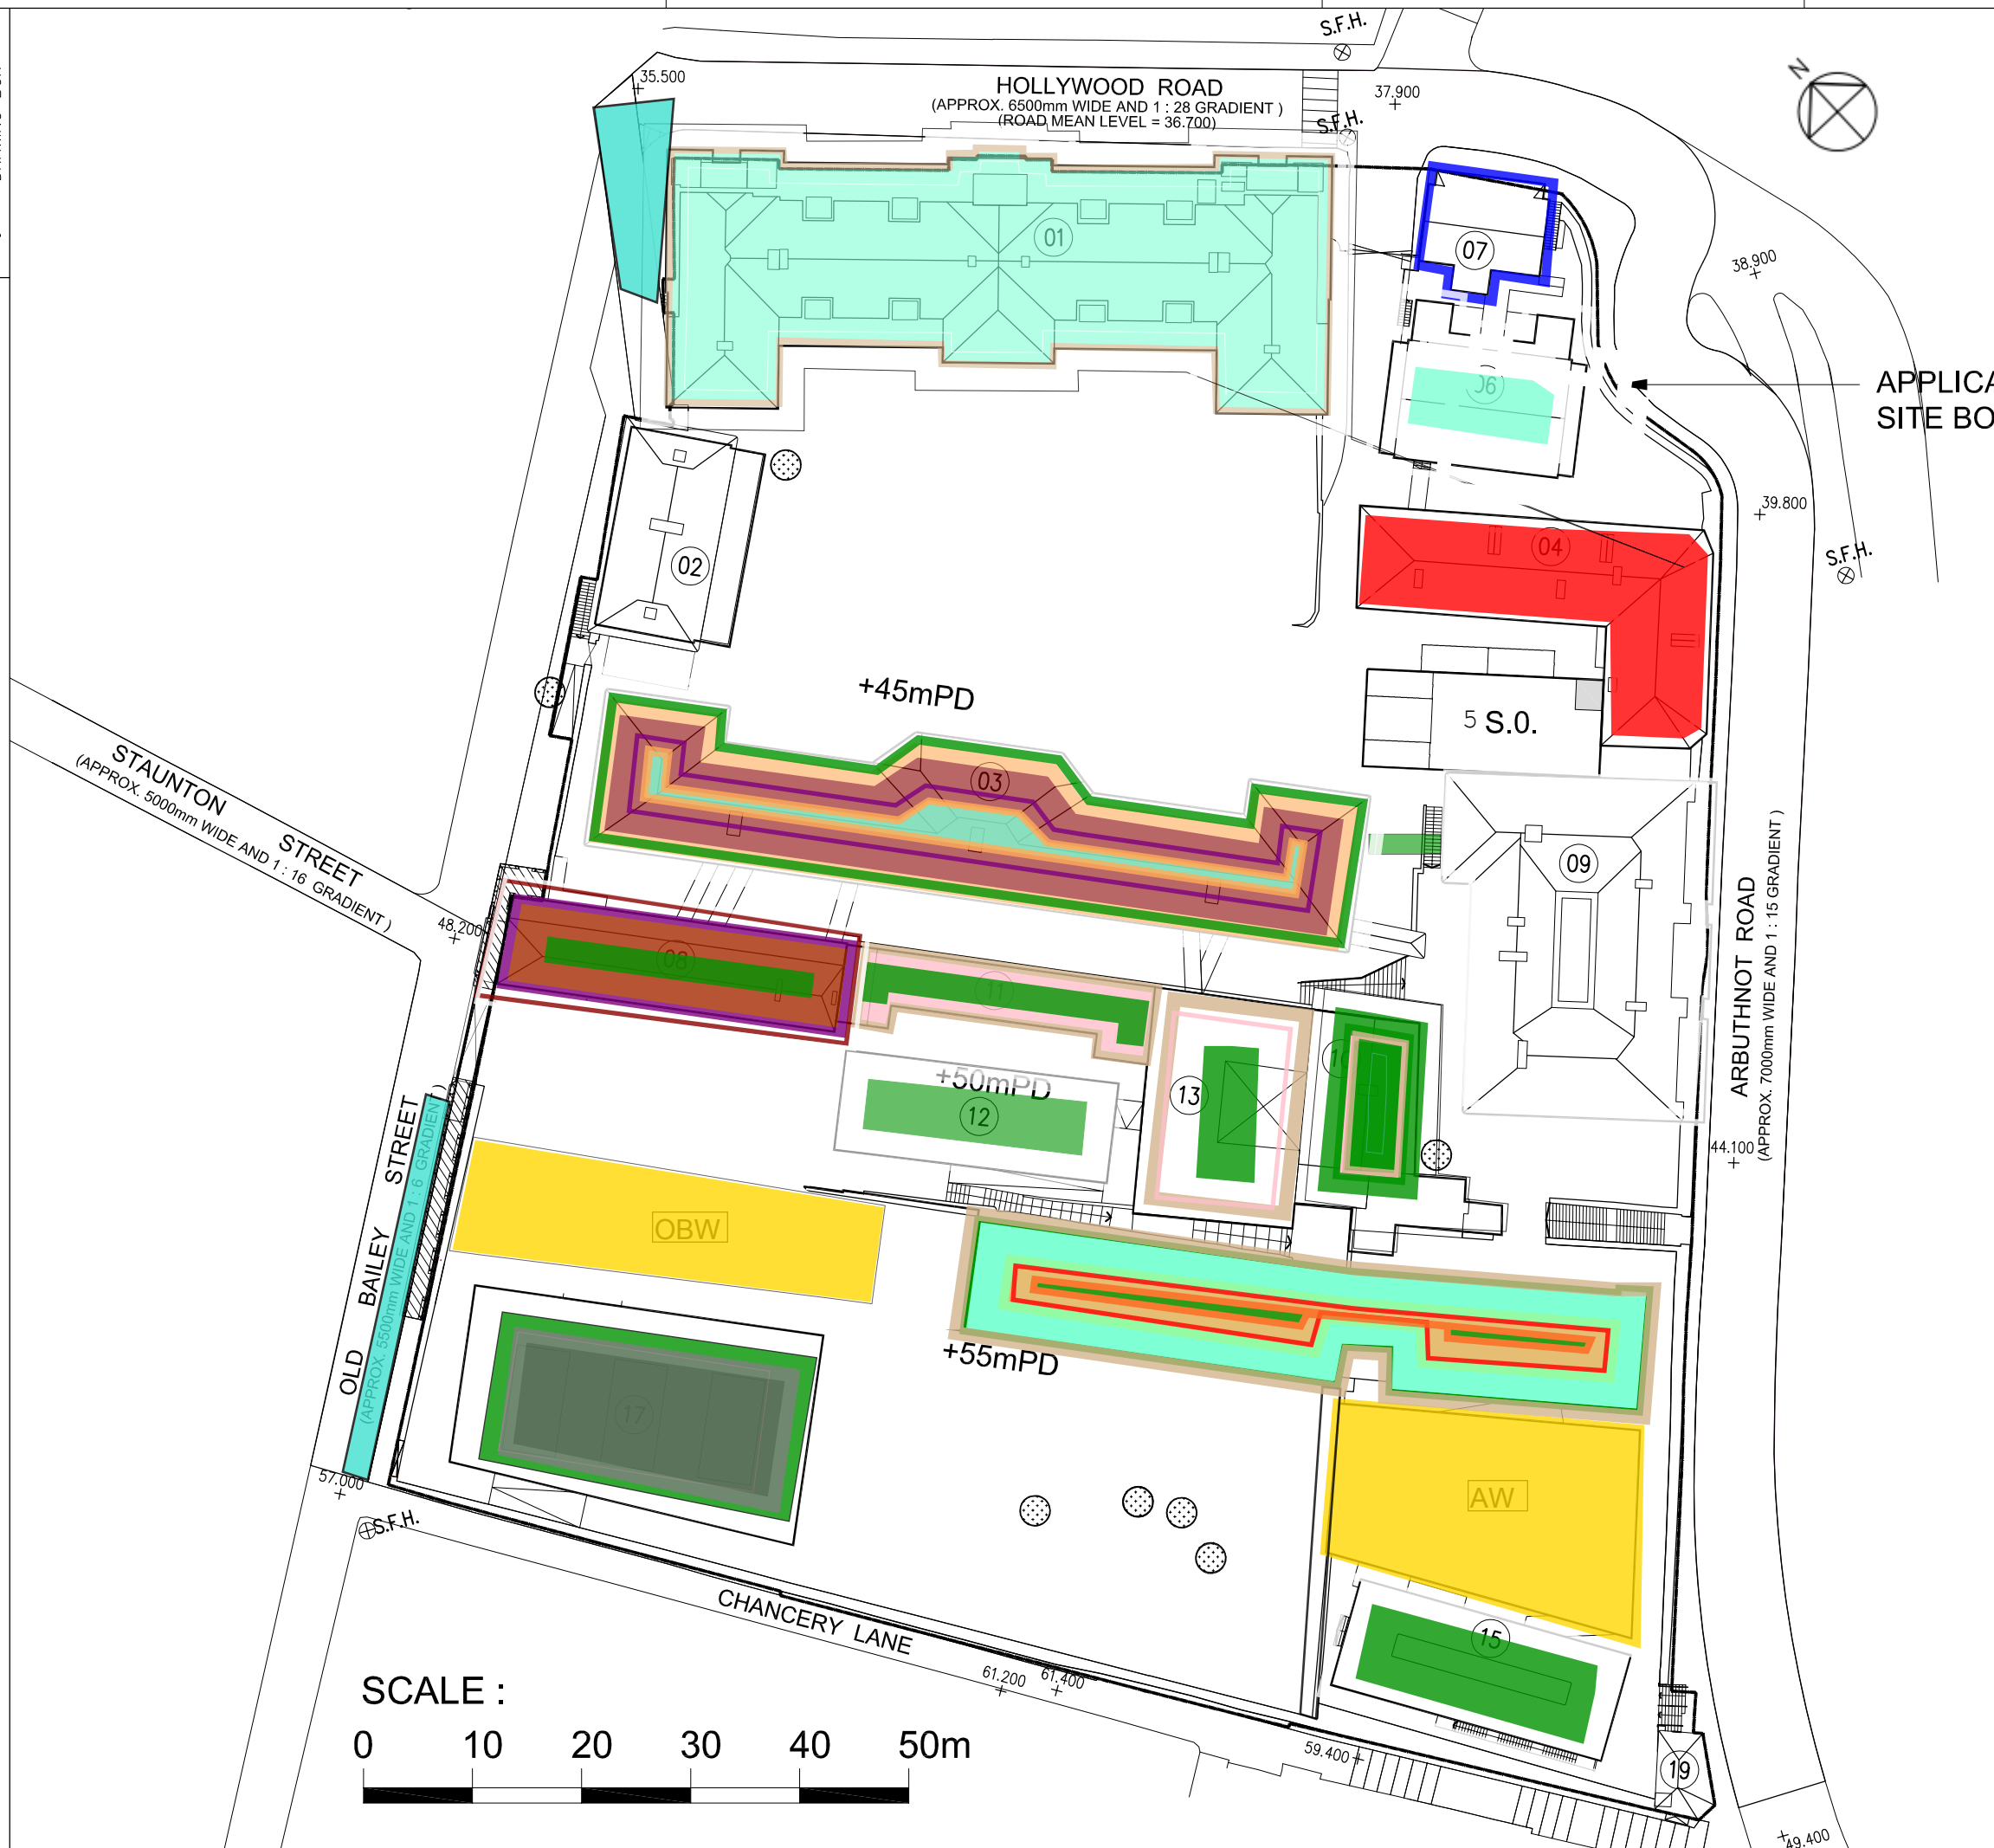 S.F.H.
35.500
HOLLYWOOD ROAD
(APPROX. 6500mm WIDE AND 1 : 28 GRADIENT )
(ROAD MEAN LEVEL = 36.700)
37.900
S.F.H.
N
01
07
38.900
06
APPLICA
SITE BO
39.800
04
S.F.H.
02
+45mPD
5 S.0.
03
09
STAUNTON STREET
(APPROX. 5000mm WIDE AND 1 : 16 GRADIENT )
48.200
08
11
ARBUTHNOT ROAD
(APPROX. 7000mm WIDE AND 1 : 15 GRADIENT )
+50mPD
12
13
44.100
OLD BAILEY STREET
(APPROX. 5500mm WIDE AND 1 : 6 GRADIENT )
OBW
+55mPD
17
57.000
S.F.H.
AW
CHANCERY LANE
15
61.200
61.400
59.400
SCALE :
0 10 20 30 40 50m
19
49.400